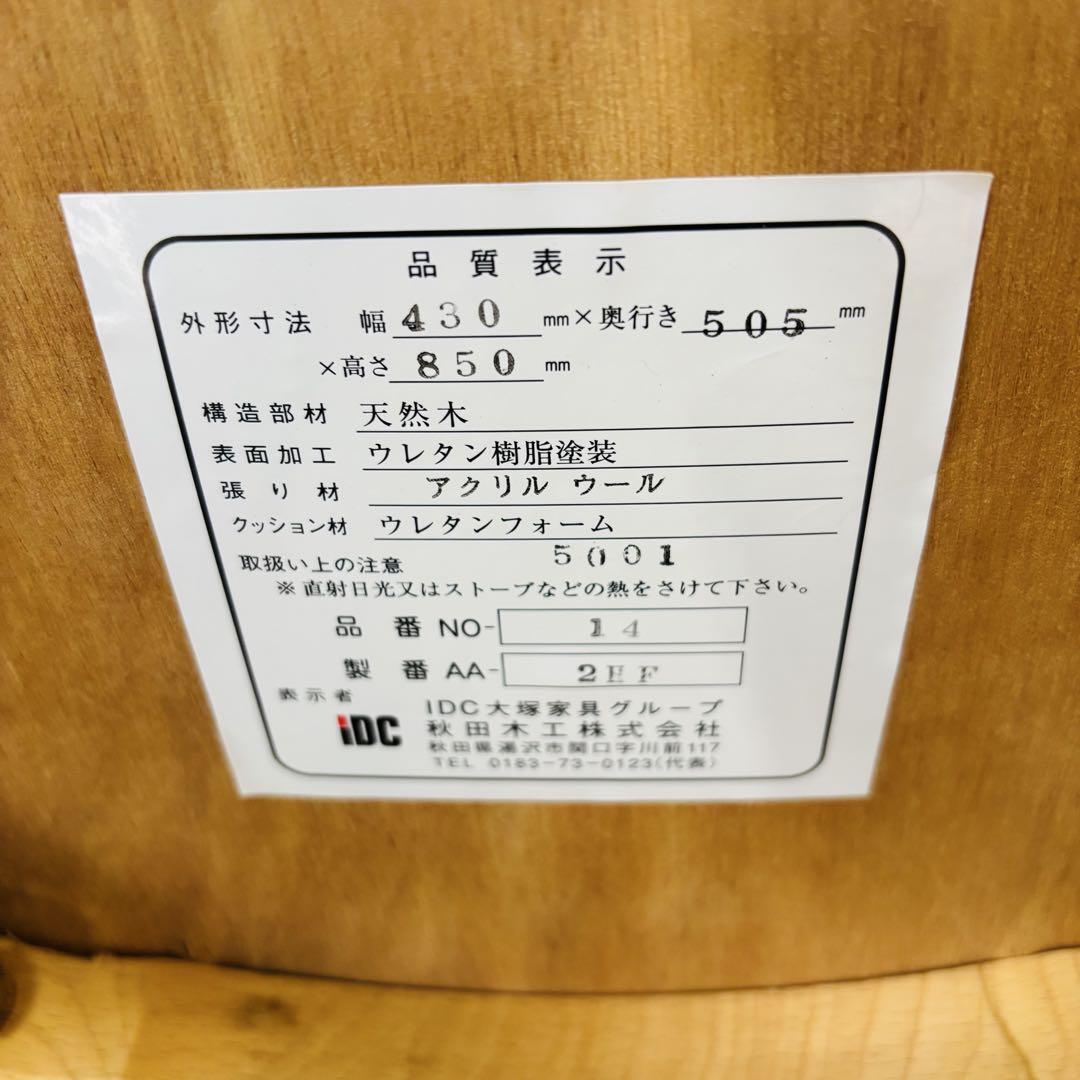 品質表示
外形寸法 幅 430 mm×奥行き 505 mm
×高さ 850 mm
構造部材 天然木
表面加工 ウレタン樹脂塗装
張り材 アクリル ウール
クッション材 ウレタンフォーム
取扱い上の注意 5001
※直射日光又はストーブなどの熱をさけて下さい。
品番 NO- 14
製番 AA- 2EF
表示者
iDC
IDC大塚家具グループ
秋田木工株式会社
秋田県湯沢市関口字川前117
TEL 0183-73-0123(代表)